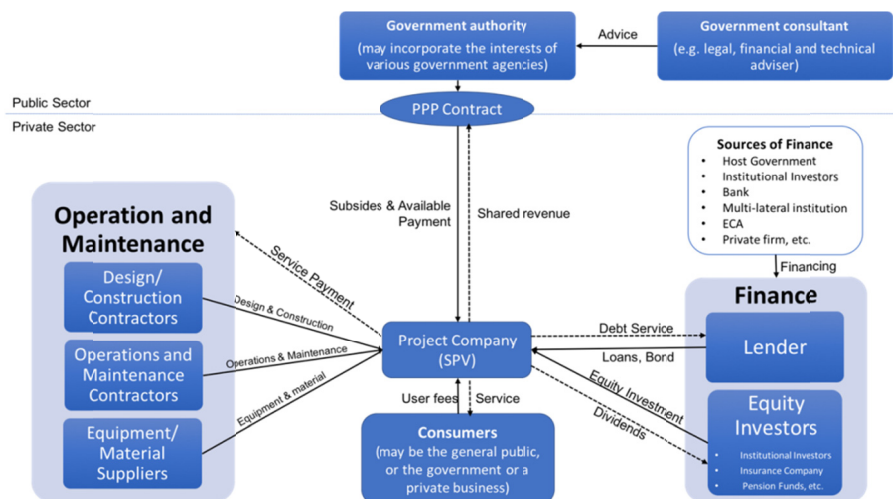 Government authority
(may incorporate the interests of
various government agencies)
Advice
Government consultant
(e.g. legal, financial and technical
adviser)
Public Sector
PPP Contract
Private Sector
Sources of Finance
• Host Government
• Institutional Investors
• Bank
• Multi-lateral institution
• ECA
• Private firm, etc.
Subsides & Available
Payment
Shared revenue
Operation and
Maintenance
Service Payment
Financing
Design/
Construction
Contractors
Design & Construction
Finance
Project Company
(SPV)
Debt Service
Loans, Bord
Lender
Operations and
Maintenance
Contractors
Operations & Maintenance
Equipment & material
Equity Investment
Dividends
User fees
Service
Equipment/
Material
Suppliers
Consumers
(may be the general public,
or the government or a
private business)
Equity
Investors
• Institutional Investors
• Insurance Company
• Pension Funds, etc.